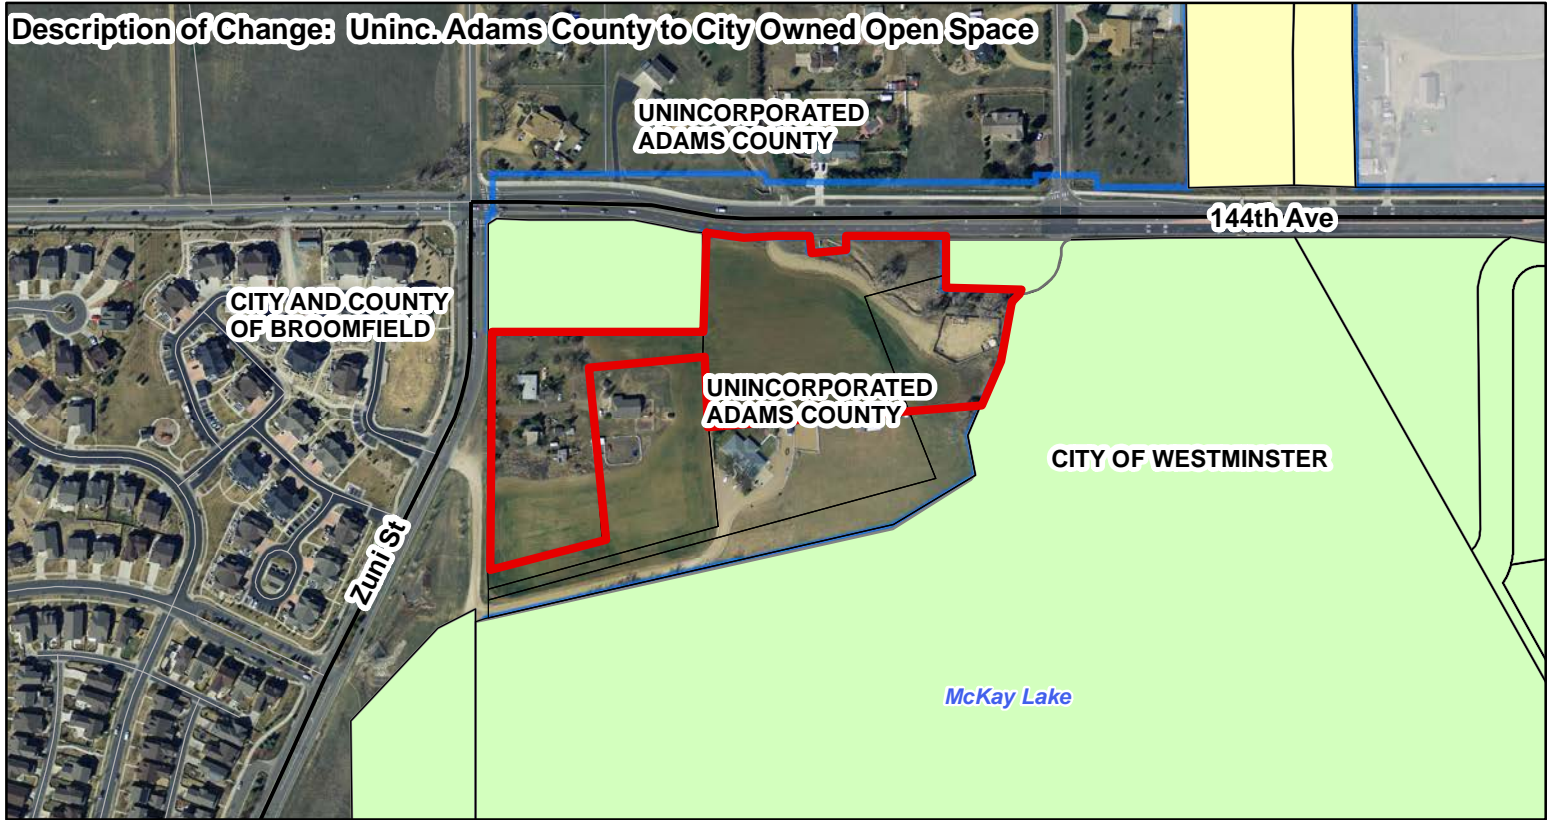 Description of Change: Uninc. Adams County to City Owned Open Space
UNINCORPORATED
ADAMS COUNTY
144th Ave
CITY AND COUNTY
OF BROOMFIELD
UNINCORPORATED
ADAMS COUNTY
CITY OF WESTMINSTER
Zuni St
McKay Lake